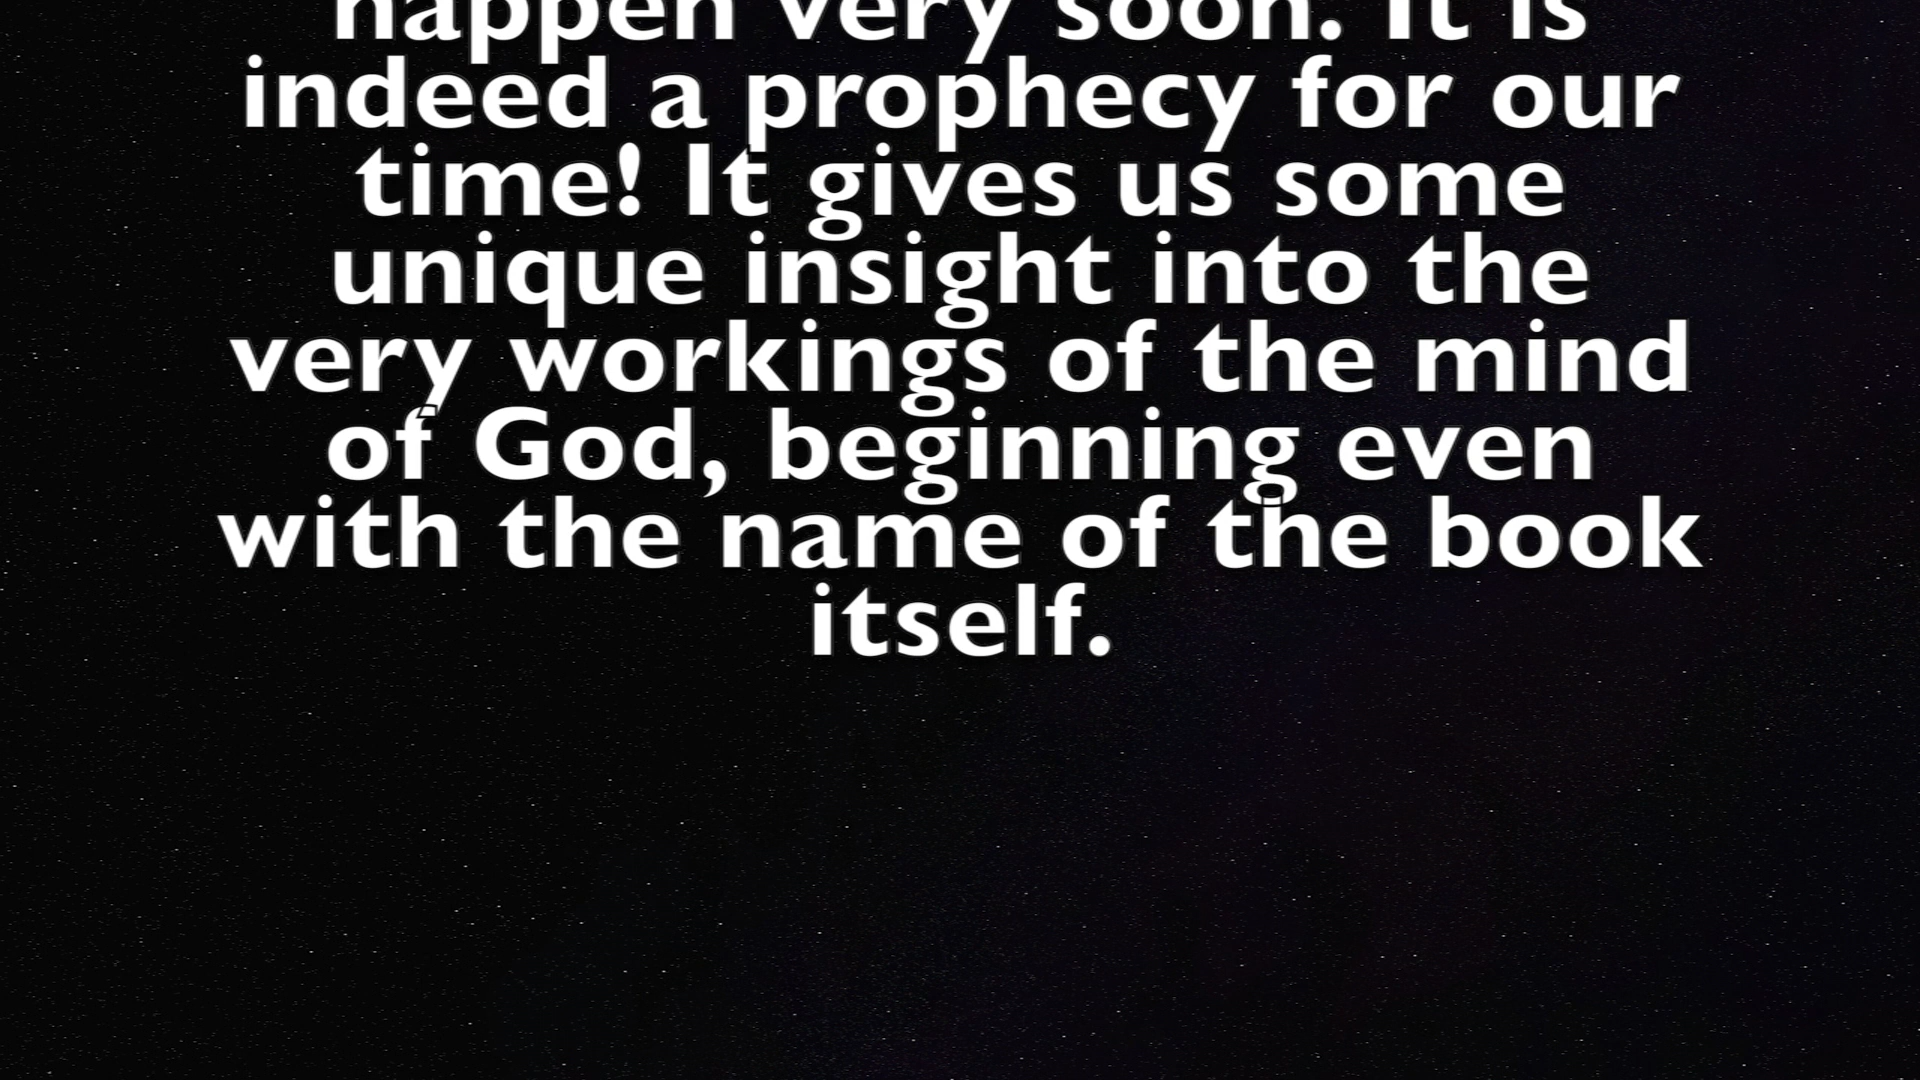 happen very soon. It is
indeed a prophecy for our
time! It gives us some
unique insight into the
very workings of the mind
of God, beginning even
with the name of the book
itself.